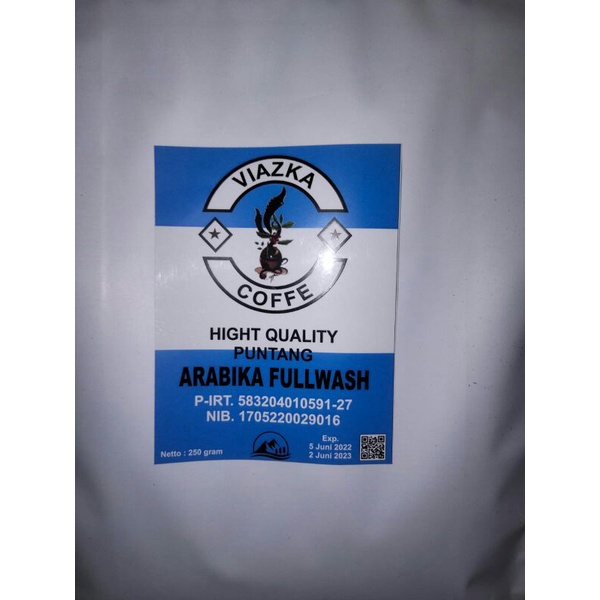 VIAZKA
COFFE
HIGHT QUALITY
PUNTANG
ARABIKA FULLWASH
P-IRT. 583204010591-27
NIB. 1705220029016
Exp.
5 Juni 2022
2 Juni 2023
Netto : 250 gram